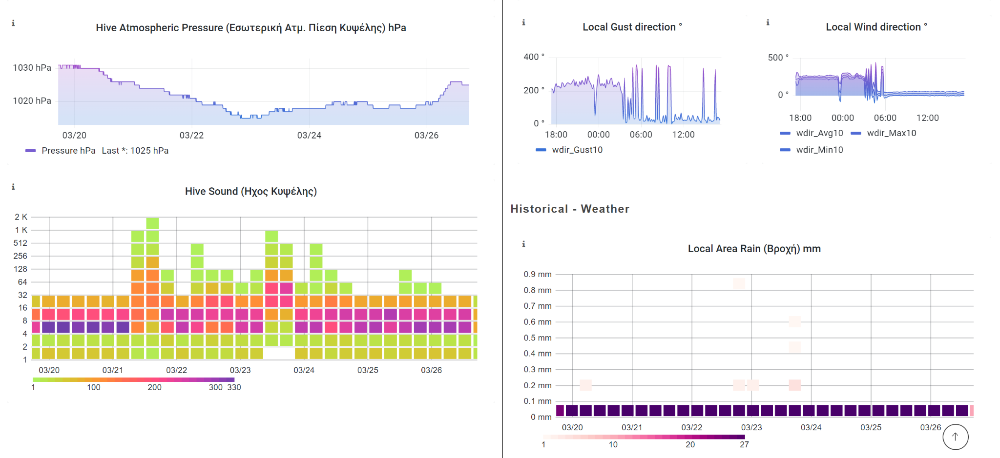 Hive Atmospheric Pressure (Εσωτερική Ατμ. Πίεση Κυψέλης) hPa
1030 hPa
1020 hPa
03/20 03/22 03/24 03/26
Pressure hPa Last *: 1025 hPa
Hive Sound (Ηχος Κυψέλης)
2 K
1 K
512
256
128
64
32
16
8
4
2
1
03/20 03/21 03/22 03/23 03/24 03/25 03/26
1 100 200 300 330
Local Gust direction °
400 °
200 °
0 °
18:00 00:00 06:00 12:00
wdir_Gust10
Local Wind direction °
500 °
0 °
18:00 00:00 06:00 12:00
wdir_Avg10 wdir_Max10
wdir_Min10
Historical - Weather
Local Area Rain (Βροχή) mm
0.9 mm
0.8 mm
0.7 mm
0.6 mm
0.5 mm
0.4 mm
0.3 mm
0.2 mm
0.1 mm
0 mm
03/20 03/21 03/22 03/23 03/24 03/25 03/26
1 10 20 27